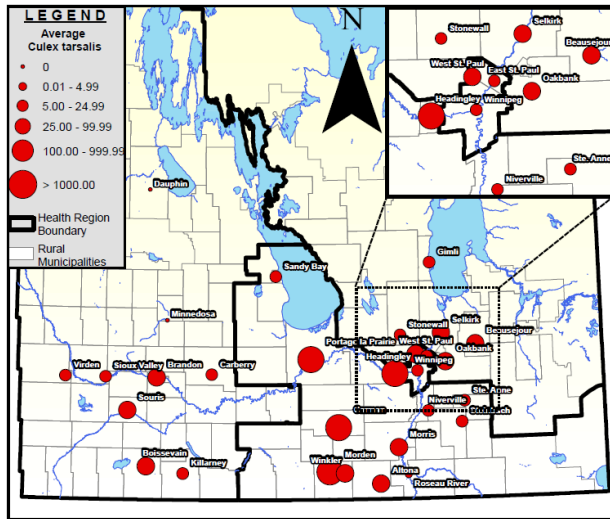 LEGEND
Average
Culex tarsalis
0
0.01 - 4.99
5.00 - 24.99
25.00 - 99.99
100.00 - 999.99
> 1000.00
Health Region
Boundary
Rural
Municipalities
N
Stonewall
Selkirk
Beausejour
West St. Paul
East St. Paul
Oakbank
Headingley
Winnipeg
Ste. Anne
Niverville
Dauphin
Gimli
Sandy Bay
Minnedosa
Stonewall
Selkirk
Beausejour
Portage la Prairie
West St. Paul
Oakbank
Headingley
Winnipeg
Virden
Sioux Valley
Brandon
Carberry
Souris
Niverville
Ste. Anne
Morris
Boissevain
Killarney
Winkler
Morden
Altona
Roseau River